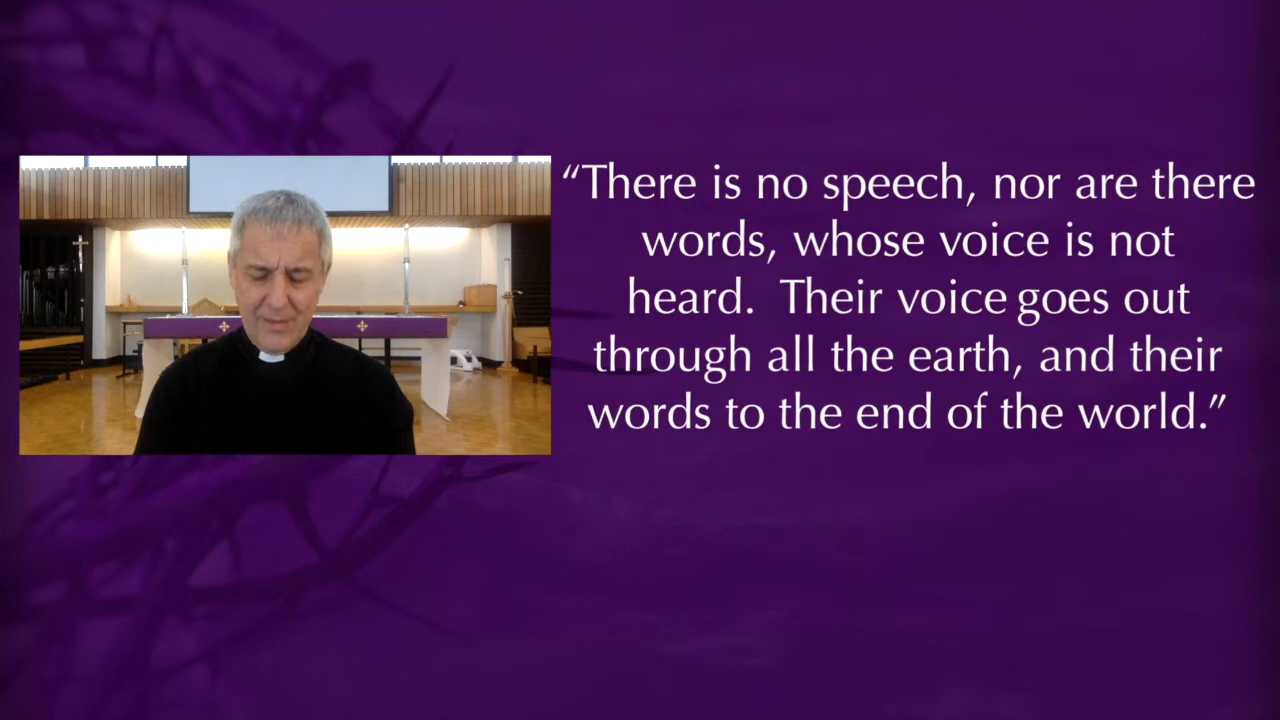 “There is no speech, nor are there
words, whose voice is not
heard.  Their voice goes out
through all the earth, and their
words to the end of the world.”